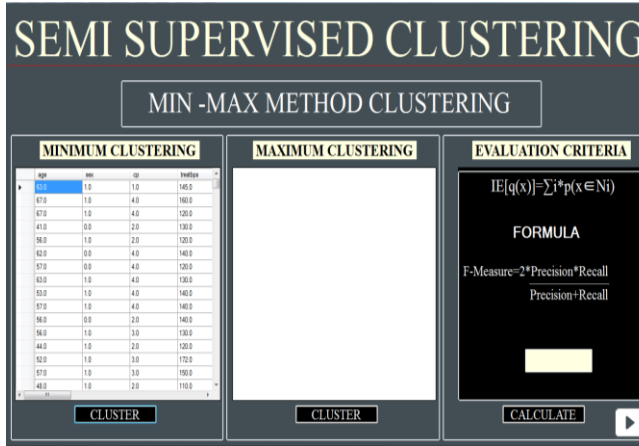 SEMI SUPERVISED CLUSTERING
MIN -MAX METHOD CLUSTERING
MINIMUM CLUSTERING
age sex cp trestbps
63.0 1.0 1.0 145.0
67.0 1.0 4.0 160.0
67.0 1.0 4.0 120.0
41.0 0.0 2.0 130.0
56.0 1.0 2.0 120.0
62.0 0.0 4.0 140.0
57.0 0.0 4.0 120.0
63.0 1.0 4.0 130.0
53.0 1.0 4.0 140.0
57.0 1.0 4.0 140.0
56.0 0.0 2.0 140.0
56.0 1.0 3.0 130.0
44.0 1.0 2.0 120.0
52.0 1.0 3.0 172.0
57.0 1.0 3.0 150.0
48.0 1.0 2.0 110.0
CLUSTER
MAXIMUM CLUSTERING
CLUSTER
EVALUATION CRITERIA
IE[q(x)]=∑i*p(x∈Ni)
FORMULA
F-Measure=2*Precision*Recall
Precision+Recall
CALCULATE